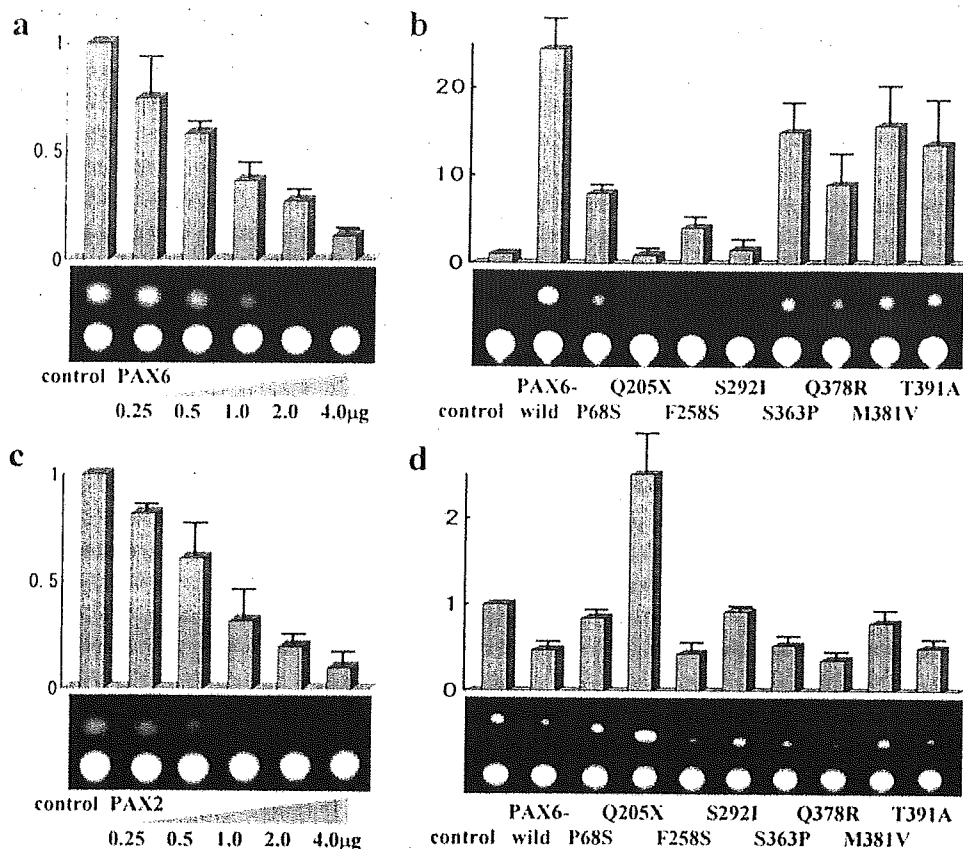 a
1
0.5
0
control PAX6
0.25 0.5 1.0 2.0 4.0µg
b
20
10
0
PAX6- Q205X S292I Q378R T391A
control wild P68S F258S S363P M381V
c
1
0.5
0
control PAX2
0.25 0.5 1.0 2.0 4.0µg
d
2
1
0
PAX6- Q205X S292I Q378R T391A
control wild P68S F258S S363P M381V